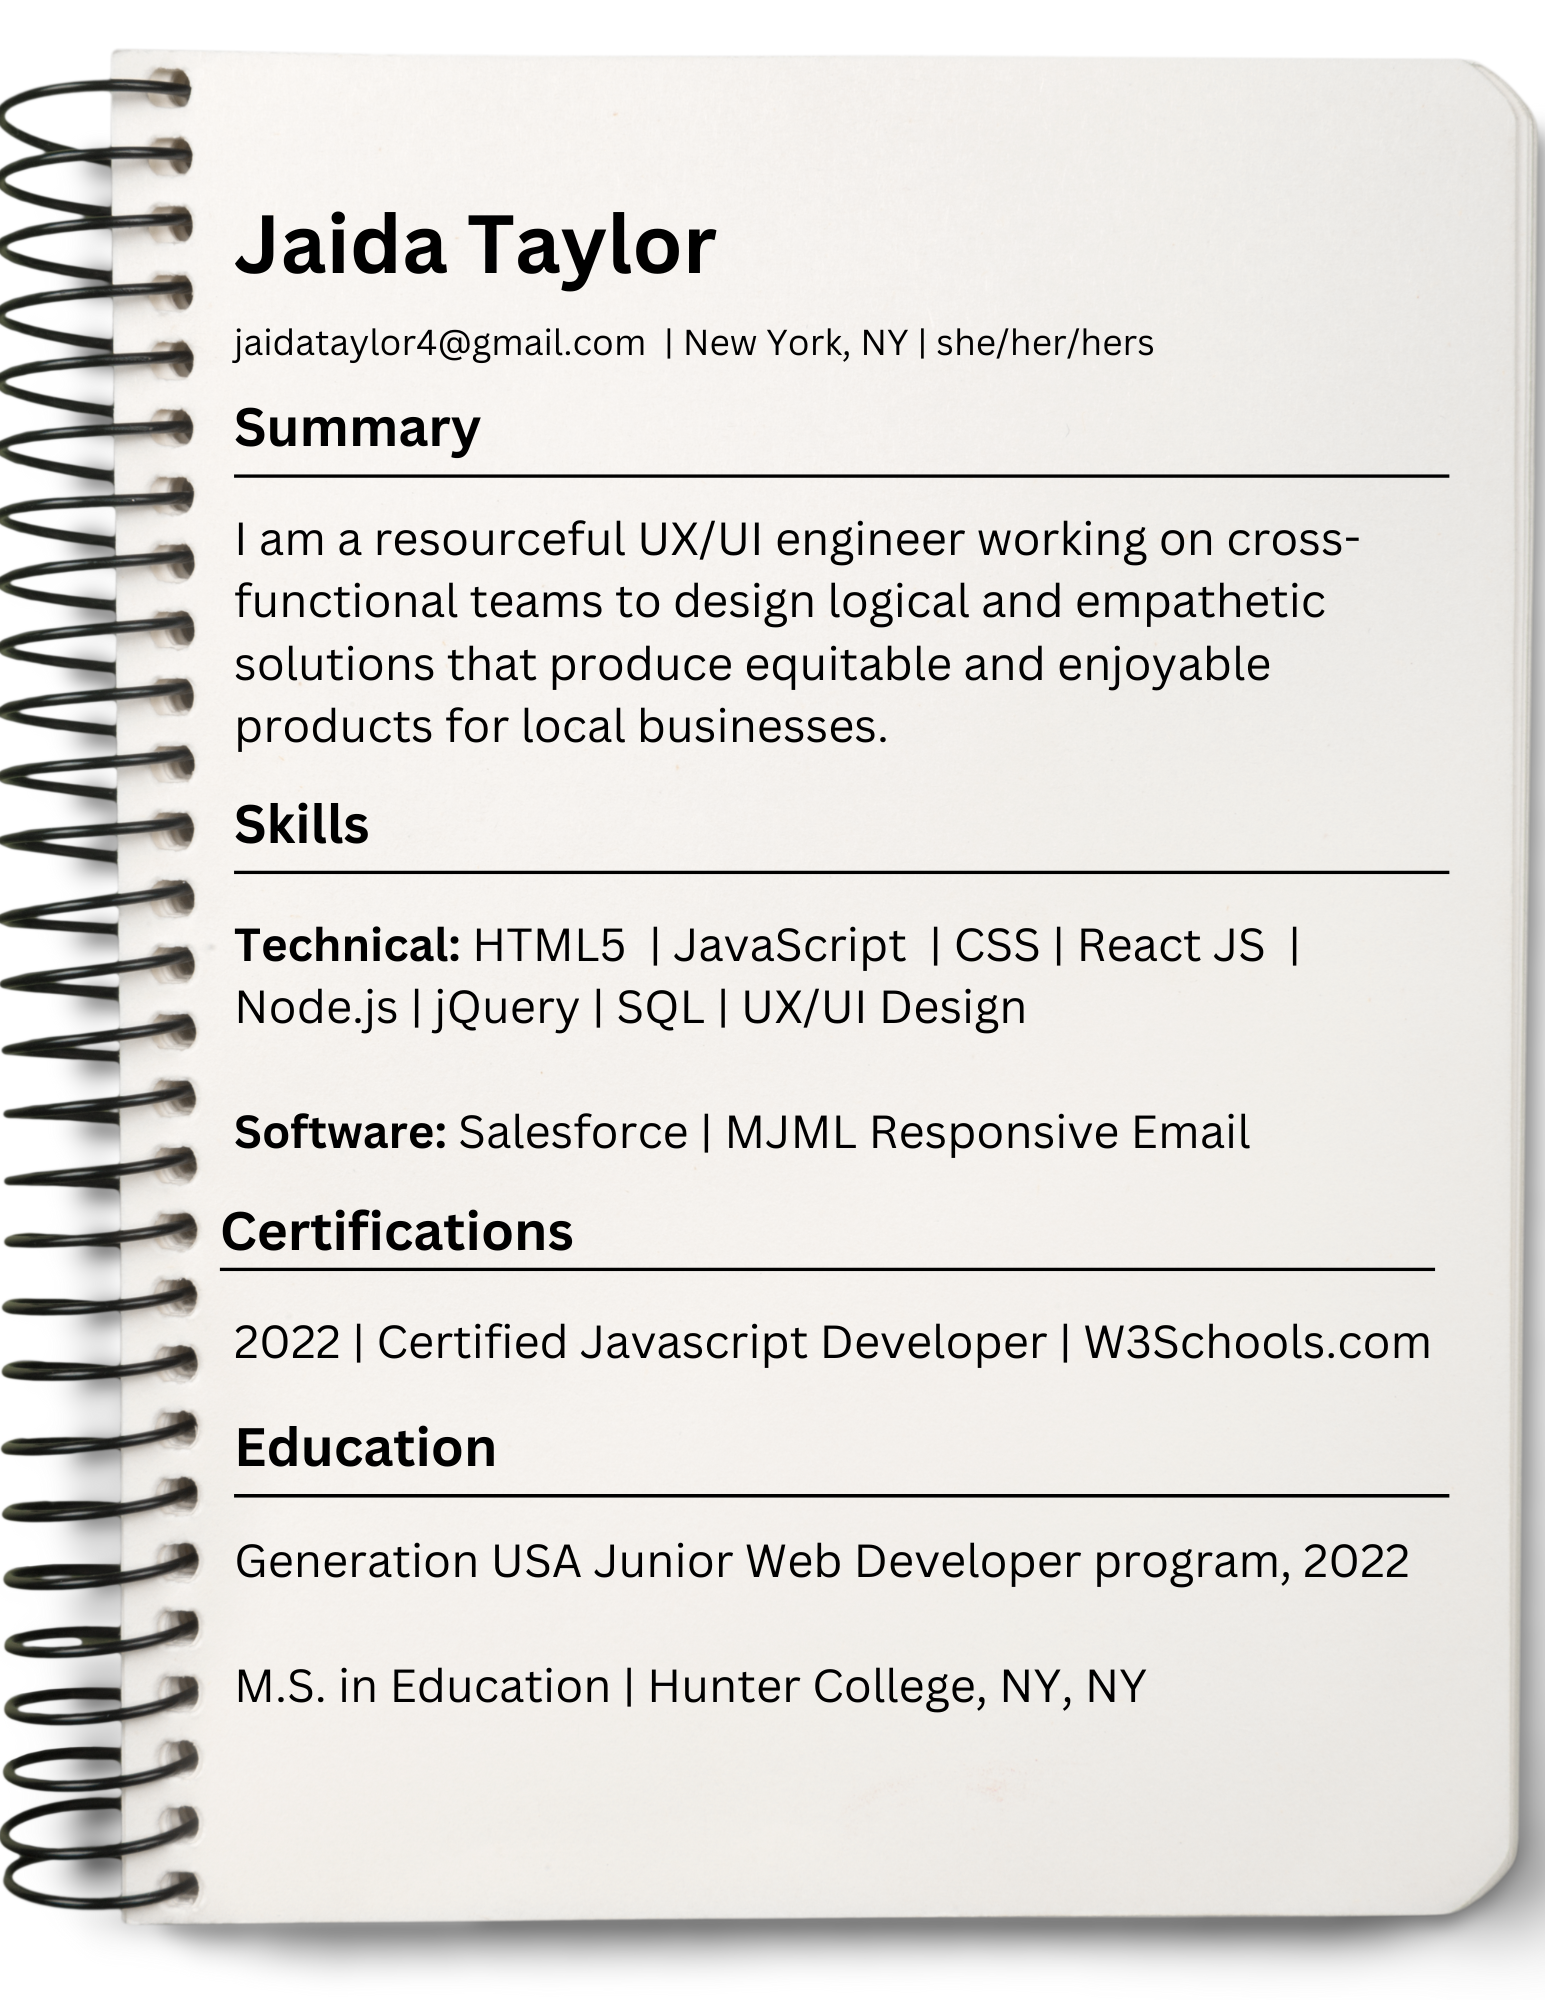 Jaida Taylor
jaidataylor4@gmail.com | New York, NY | she/her/hers
Summary
I am a resourceful UX/UI engineer working on cross-
functional teams to design logical and empathetic
solutions that produce equitable and enjoyable
products for local businesses.
Skills
Technical: HTML5 | JavaScript | CSS | React JS |
Node.js | jQuery | SQL | UX/UI Design
Software: Salesforce | MJML Responsive Email
Certifications
2022 | Certified Javascript Developer | W3Schools.com
Education
Generation USA Junior Web Developer program, 2022
M.S. in Education | Hunter College, NY, NY